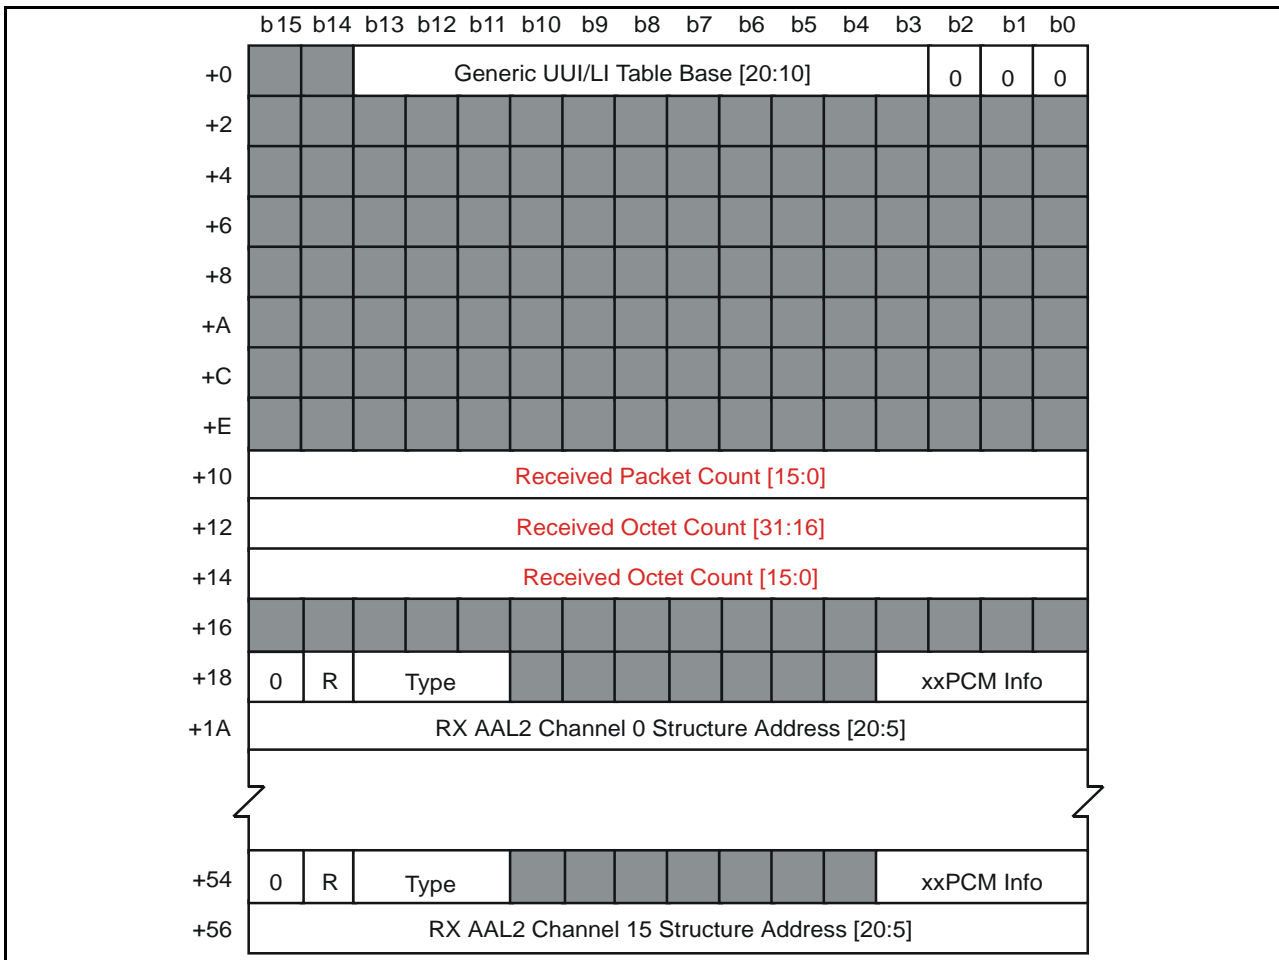 b15 b14 b13 b12 b11 b10 b9 b8 b7 b6 b5 b4 b3 b2 b1 b0
+0 Generic UUI/LI Table Base [20:10] 0 0 0
+2
+4
+6
+8
+A
+C
+E
+10 Received Packet Count [15:0]
+12 Received Octet Count [31:16]
+14 Received Octet Count [15:0]
+16
+18 0 R Type xxPCM Info
+1A RX AAL2 Channel 0 Structure Address [20:5]
+54 0 R Type xxPCM Info
+56 RX AAL2 Channel 15 Structure Address [20:5]